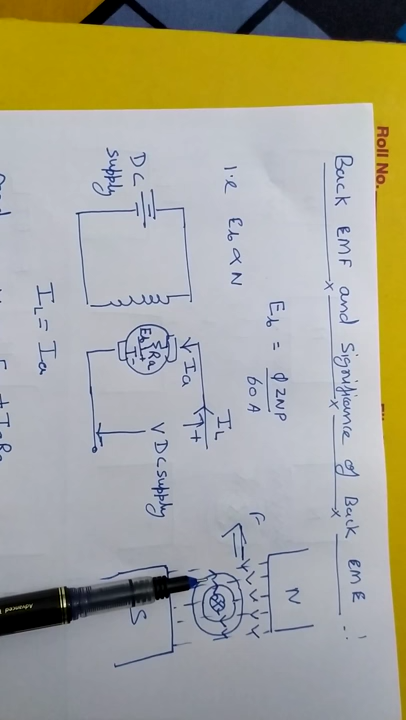 Roll No.
Back EMF and Significance of Back EMF :
Eb = φZNP
60A
i.e Eb ∝ N
DC
supply
IL
+
Ia
Eb
+
Ra
-
V DC supply
IL = Ia
F
N
S
Advanced